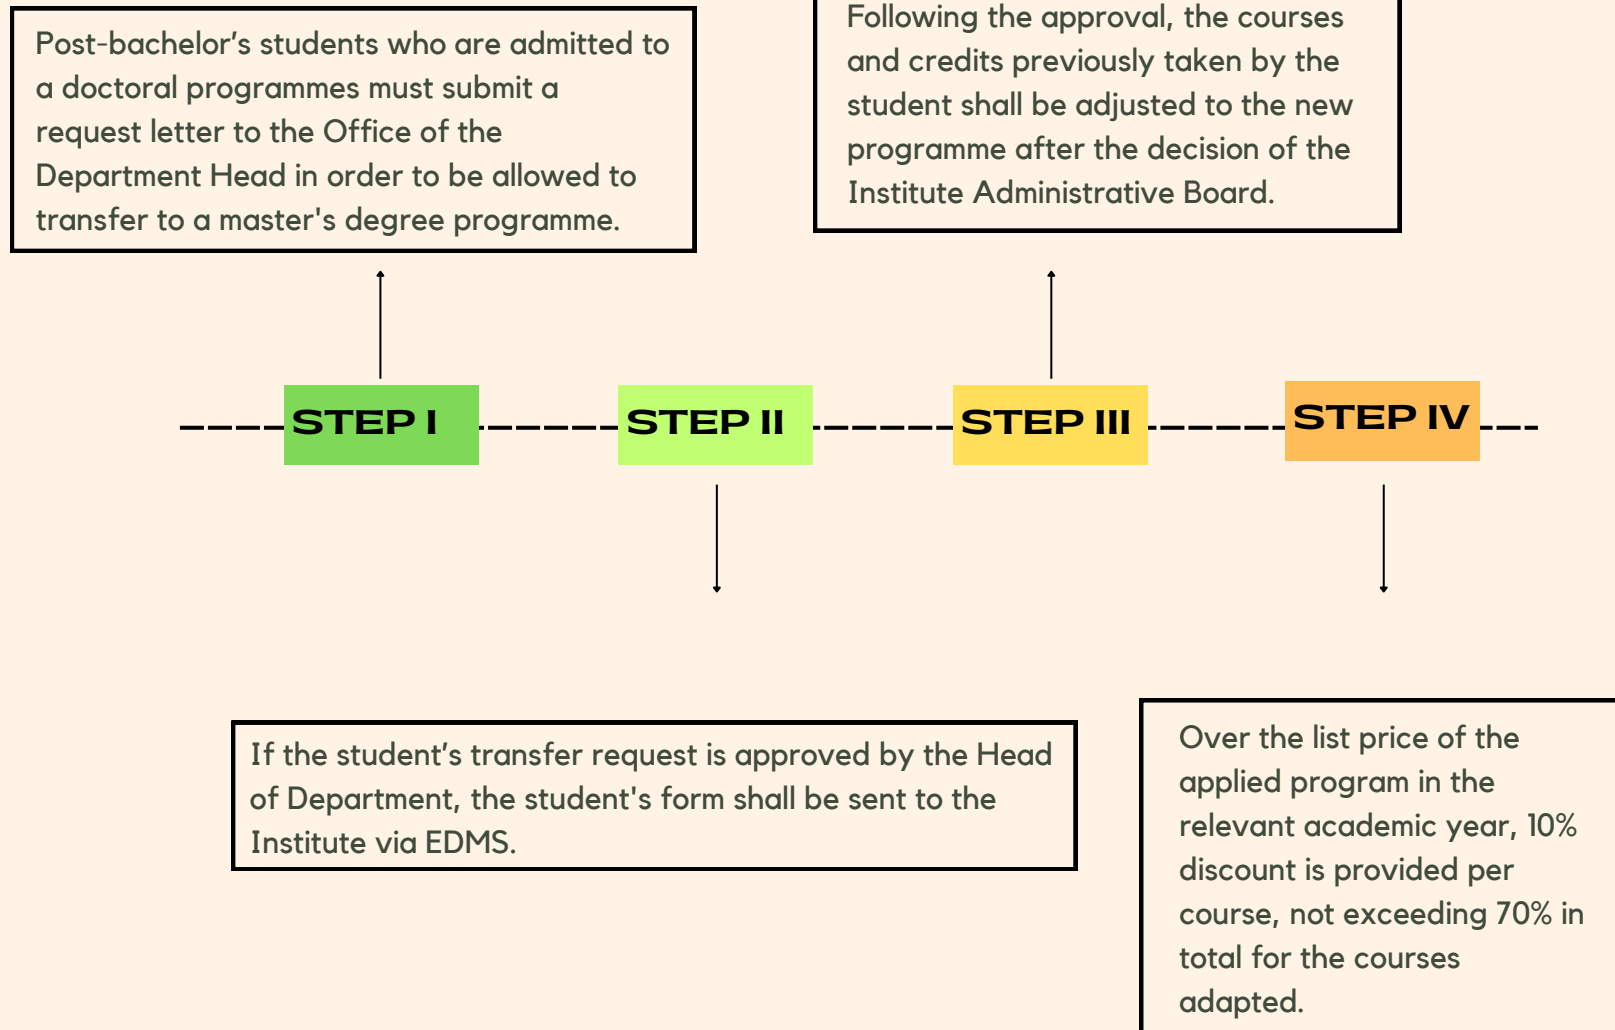 Post-bachelor’s students who are admitted to
a doctoral programmes must submit a
request letter to the Office of the
Department Head in order to be allowed to
transfer to a master's degree programme.
Following the approval, the courses
and credits previously taken by the
student shall be adjusted to the new
programme after the decision of the
Institute Administrative Board.
STEP I
STEP II
STEP III
STEP IV
If the student’s transfer request is approved by the Head
of Department, the student's form shall be sent to the
Institute via EDMS.
Over the list price of the
applied program in the
relevant academic year, 10%
discount is provided per
course, not exceeding 70% in
total for the courses
adapted.